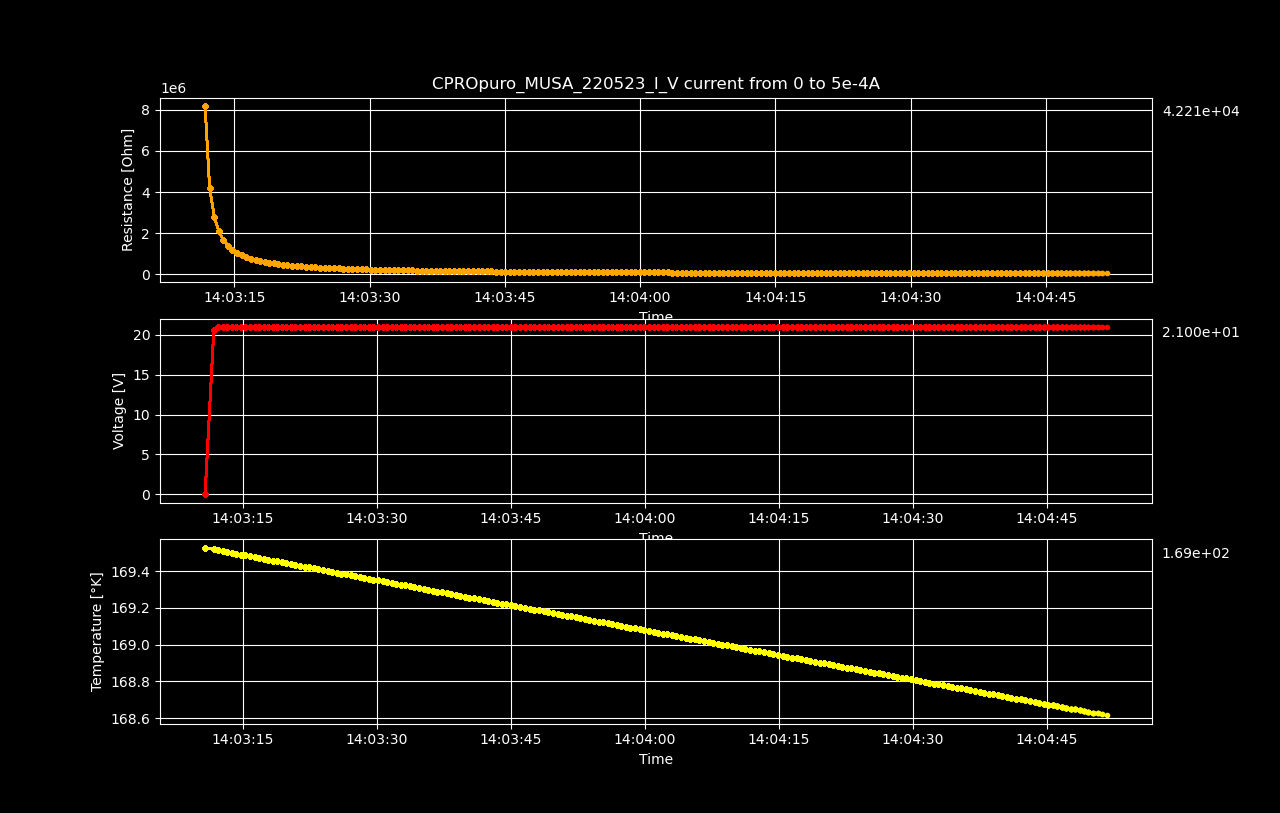 CPROpuro_MUSA_220523_I_V current from 0 to 5e-4A
1e6
8
6
4
2
0
Resistance [Ohm]
4.221e+04
14:03:15 14:03:30 14:03:45 14:04:00 14:04:15 14:04:30 14:04:45
Time
20
15
10
5
0
Voltage [V]
2.100e+01
14:03:15 14:03:30 14:03:45 14:04:00 14:04:15 14:04:30 14:04:45
Time
169.4
169.2
169.0
168.8
168.6
Temperature [°K]
1.69e+02
14:03:15 14:03:30 14:03:45 14:04:00 14:04:15 14:04:30 14:04:45
Time